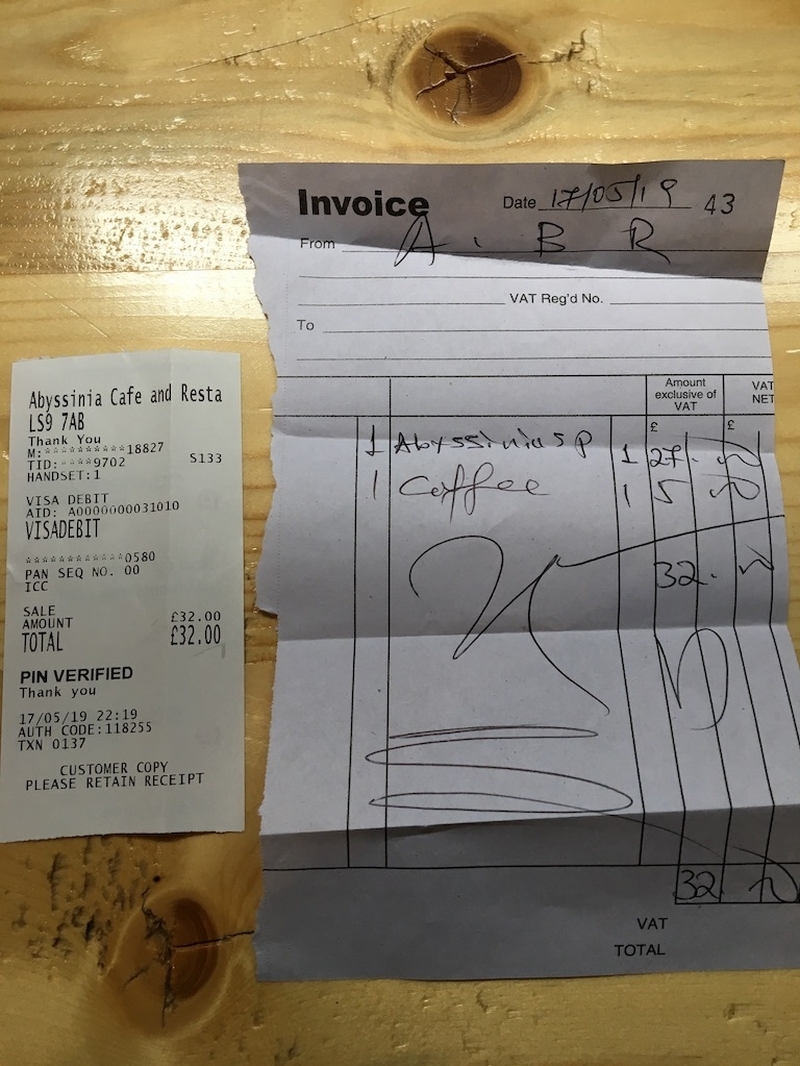 Abyssinia Cafe and Resta
LS9 7AB
Thank You
M:**********18827
TID:****9702 S133
HANDSET:1
VISA DEBIT
AID: A0000000031010
VISADEBIT
************0580
PAN SEQ NO. 00
ICC
SALE
AMOUNT £32.00
TOTAL £32.00
PIN VERIFIED
Thank you
17/05/19 22:19
AUTH CODE:118255
TXN 0137
CUSTOMER COPY
PLEASE RETAIN RECEIPT
Invoice Date 17/05/19 43
From A. B R
VAT Reg'd No.
To
Amount exclusive of VAT
VAT NET
£ £
1 Abyssinia SP 1 27
1 Coffee 1 5
32.
32
VAT
TOTAL